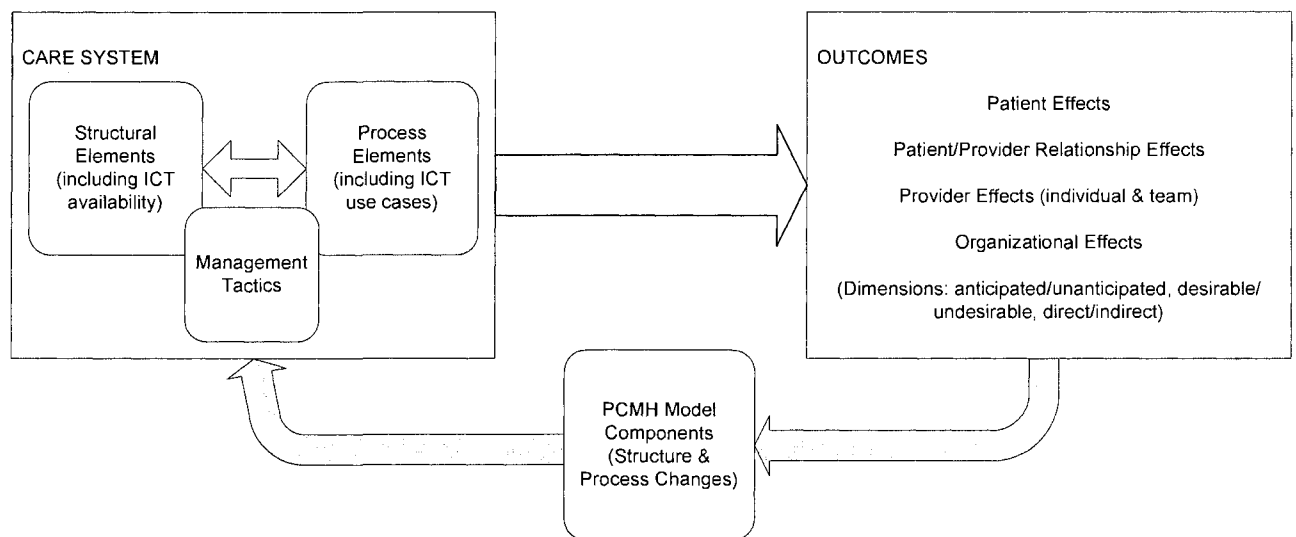 CARE SYSTEM
Structural
Elements
(including ICT
availability)
Process
Elements
(including ICT
use cases)
Management
Tactics
OUTCOMES
Patient Effects
Patient/Provider Relationship Effects
Provider Effects (individual & team)
Organizational Effects
(Dimensions: anticipated/unanticipated, desirable/
undesirable, direct/indirect)
PCMH Model
Components
(Structure &
Process Changes)